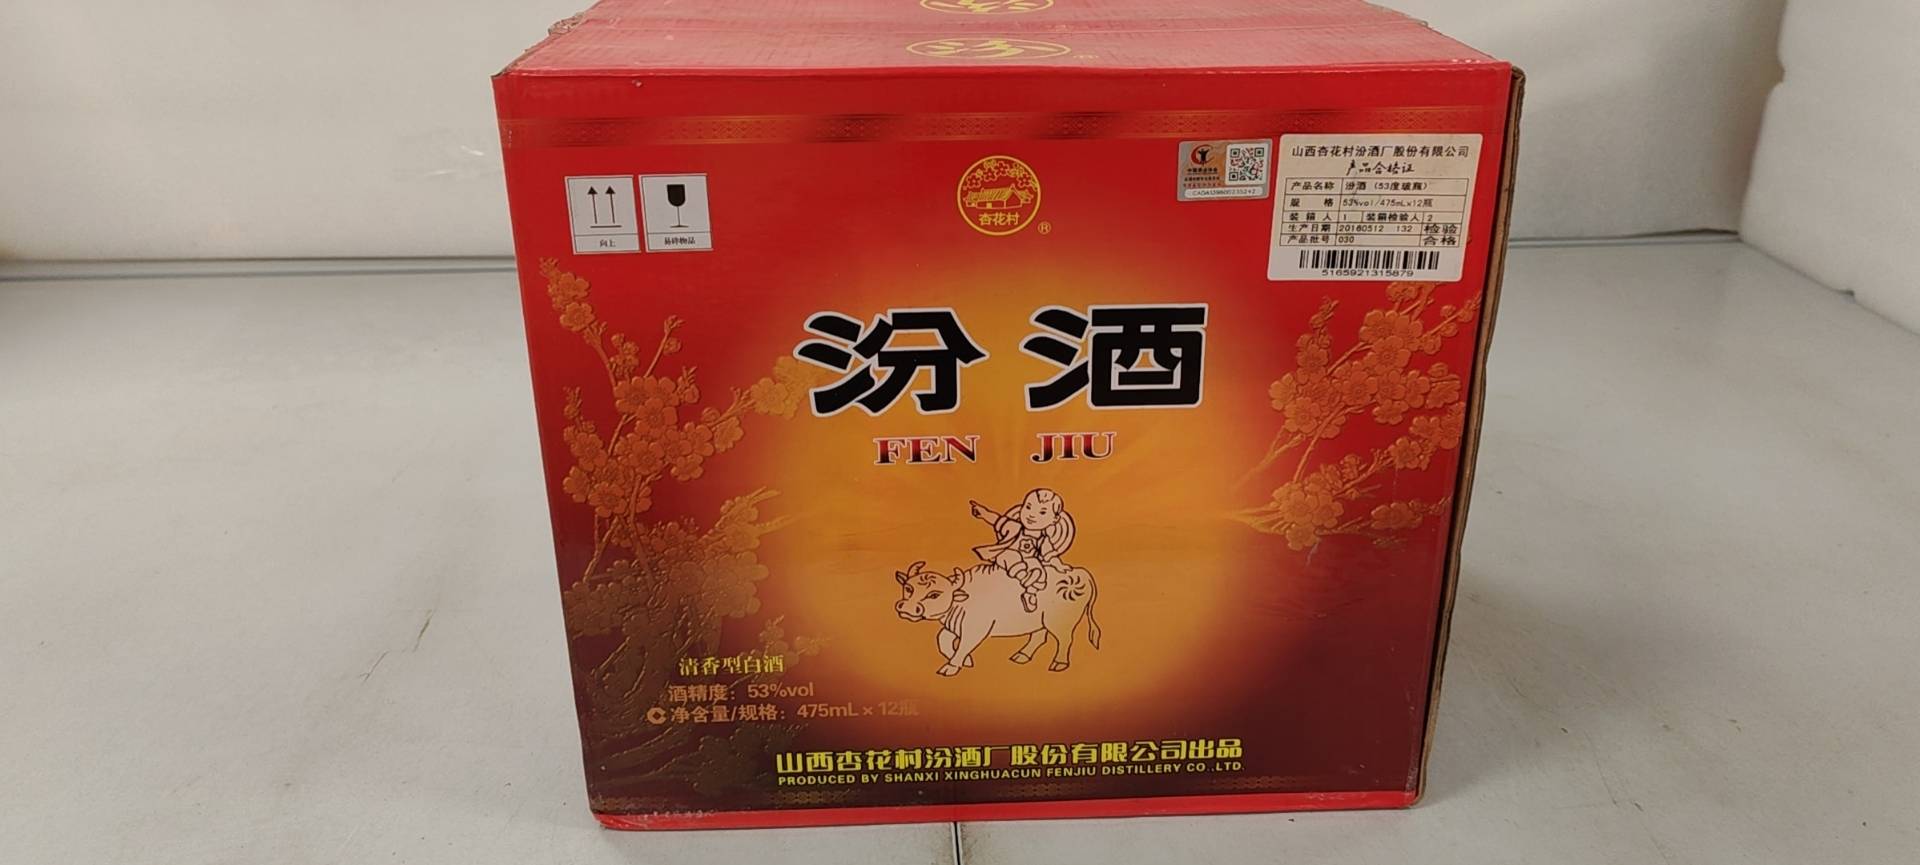 汾
汾
杏花村
®
向上
易碎物品
山西杏花村汾酒厂股份有限公司
产品合格证
产品名称 汾酒(53度玻瓶)
规 格 53%vol/475mL×12瓶
装箱人 1 装箱检验人 2
生产日期 20160512 132 检验
产品批号 030 合格
5165921315879
汾酒
FEN JIU
清香型白酒
酒精度：53%vol
净含量/规格：475mL×12瓶
山西杏花村汾酒厂股份有限公司出品
PRODUCED BY SHANXI XINGHUACUN FENJIU DISTILLERY CO.,LTD.